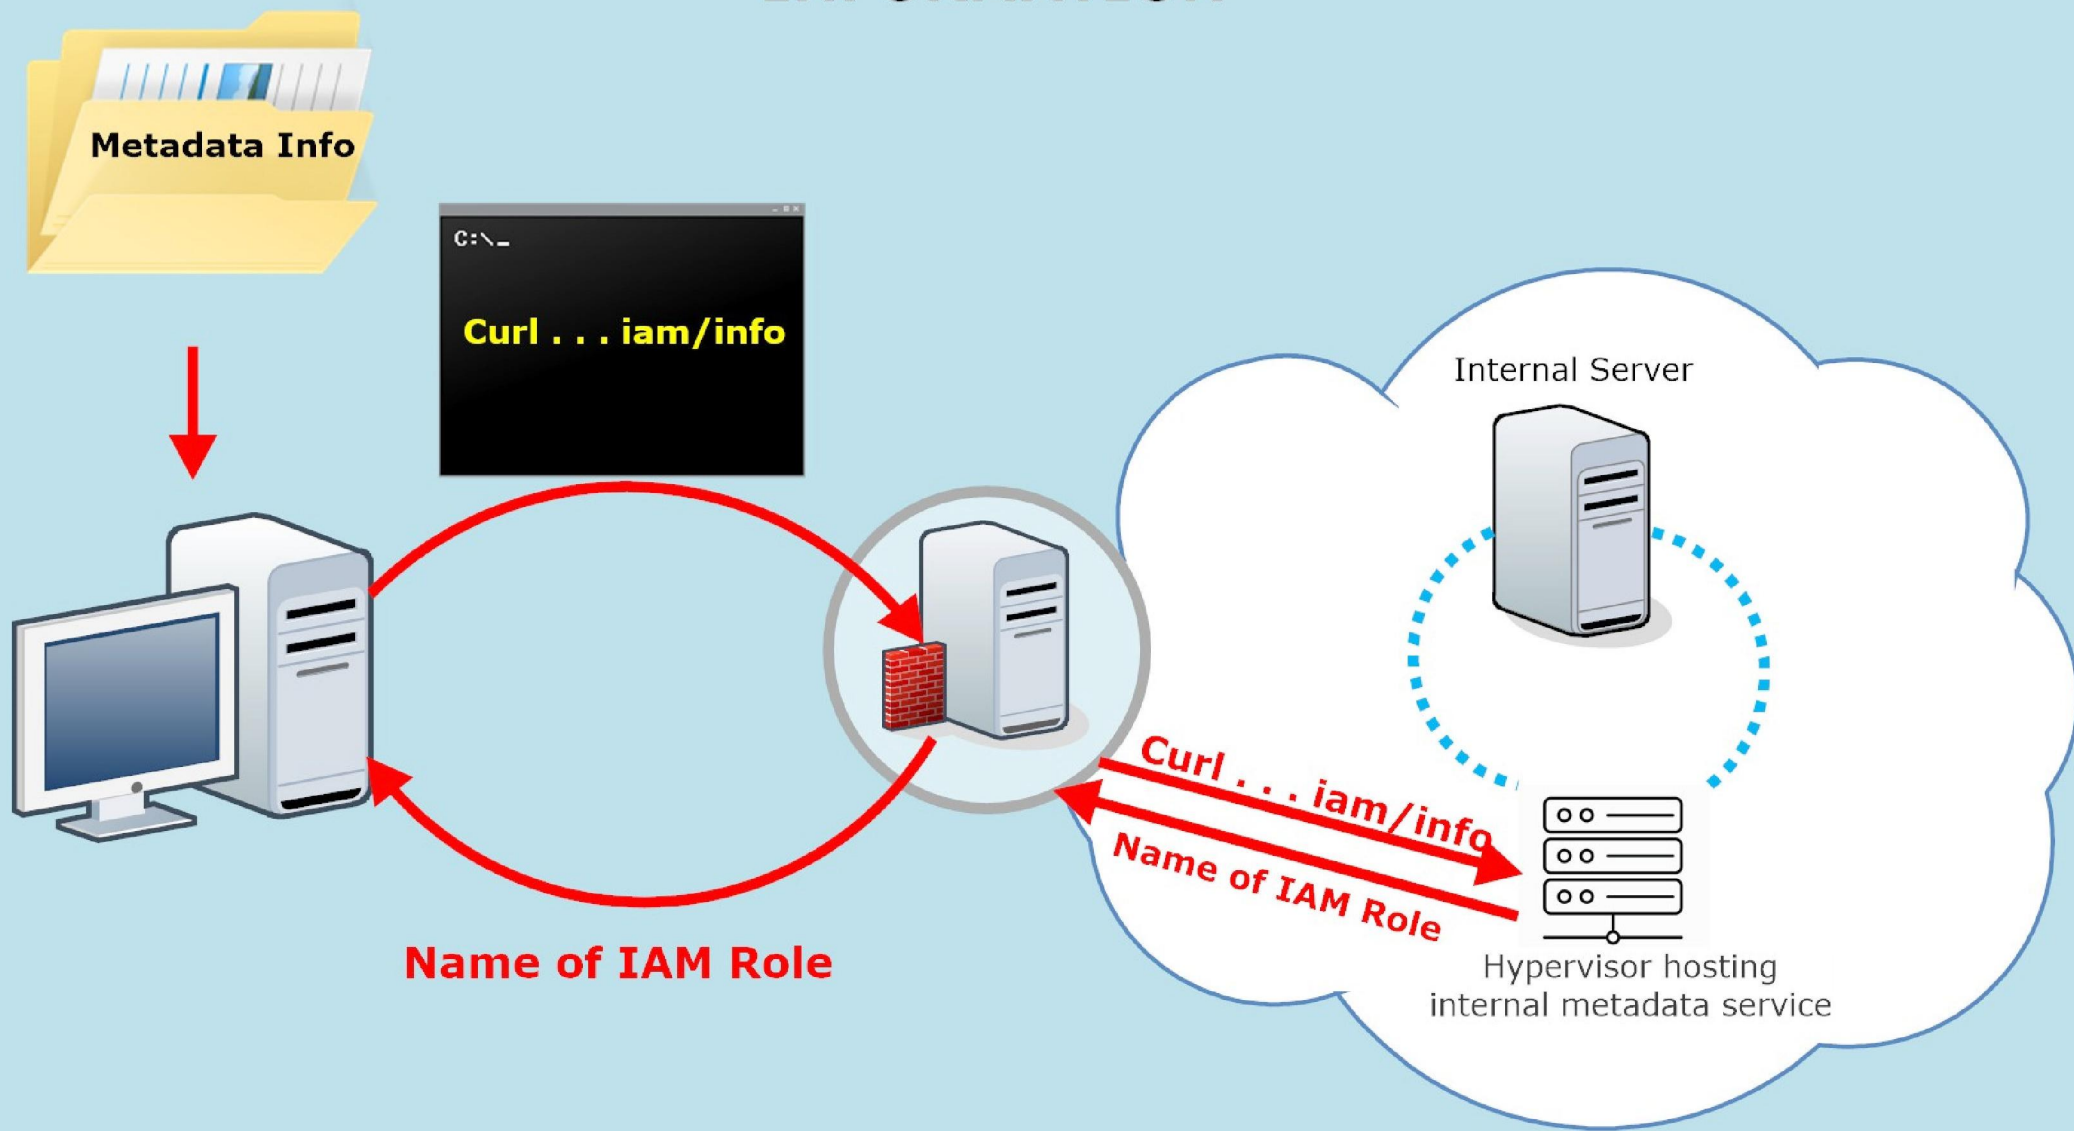 Metadata Info
C:\_
Curl . . . iam/info
Internal Server
Curl . . . iam/info
Name of IAM Role
Name of IAM Role
Hypervisor hosting
internal metadata service